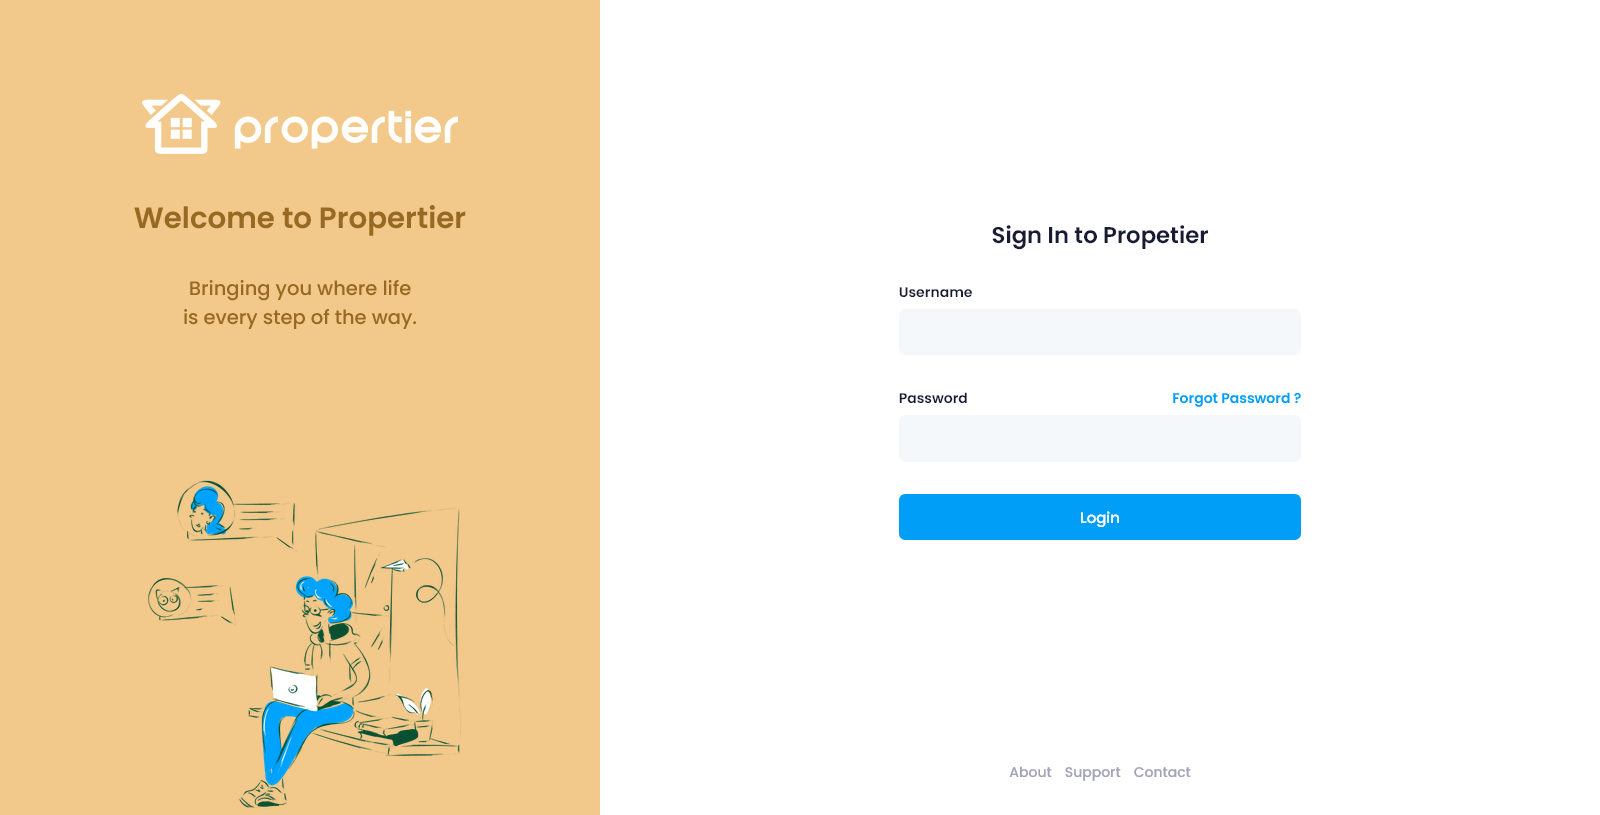 propertier
Welcome to Propertier
Bringing you where life
is every step of the way.
Sign In to Propetier
Username
Password
Forgot Password ?
Login
About
Support
Contact